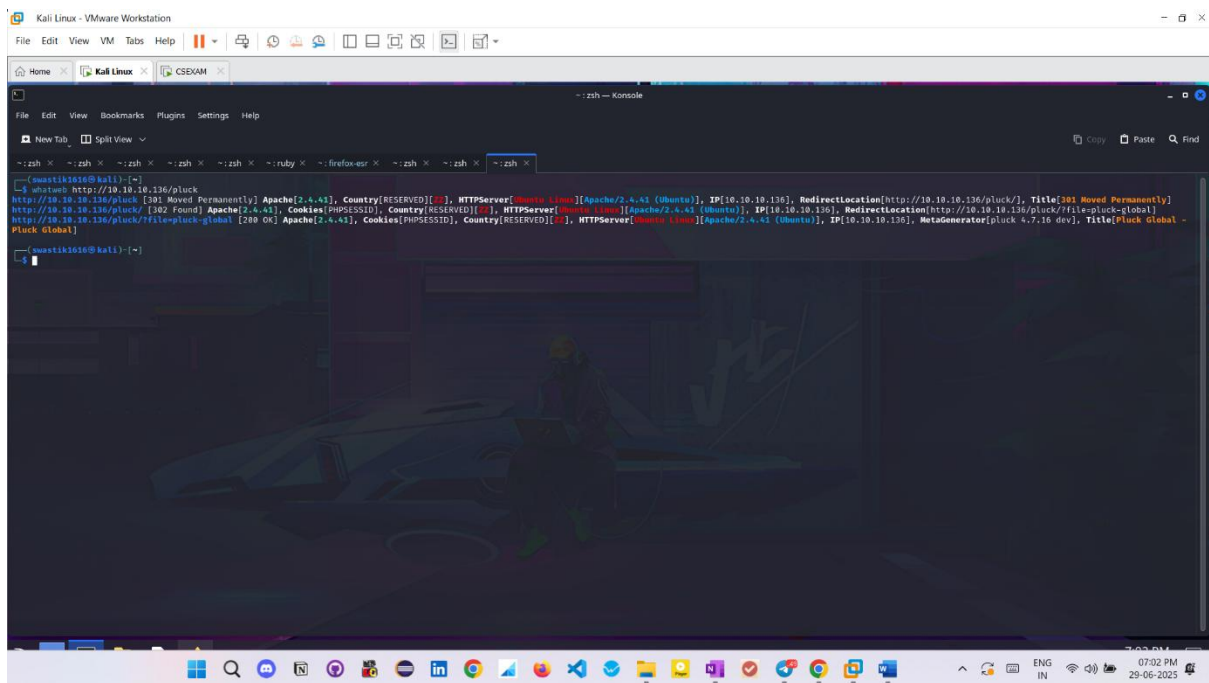 Kali Linux - VMware Workstation
File Edit View VM Tabs Help
Home Kali Linux CSEXAM
~ : zsh — Konsole
File Edit View Bookmarks Plugins Settings Help
New Tab Split View Copy Paste Find
~ : zsh ~ : zsh ~ : zsh ~ : zsh ~ : zsh ~ : ruby ~ : firefox-esr ~ : zsh ~ : zsh ~ : zsh
(swastik1616㉿kali)-[~]
$ whatweb http://10.10.10.136/pluck
http://10.10.10.136/pluck [301 Moved Permanently] Apache[2.4.41], Country[RESERVED][ZZ], HTTPServer[Ubuntu Linux][Apache/2.4.41 (Ubuntu)], IP[10.10.10.136], RedirectLocation[http://10.10.10.136/pluck/], Title[301 Moved Permanently]
http://10.10.10.136/pluck/ [302 Found] Apache[2.4.41], Cookies[PHPSESSID], Country[RESERVED][ZZ], HTTPServer[Ubuntu Linux][Apache/2.4.41 (Ubuntu)], IP[10.10.10.136], RedirectLocation[http://10.10.10.136/pluck/?file=pluck-global]
http://10.10.10.136/pluck/?file=pluck-global [200 OK] Apache[2.4.41], Cookies[PHPSESSID], Country[RESERVED][ZZ], HTTPServer[Ubuntu Linux][Apache/2.4.41 (Ubuntu)], IP[10.10.10.136], MetaGenerator[pluck 4.7.16 dev], Title[Pluck Global -
Pluck Global]
(swastik1616㉿kali)-[~]
$
ENG 07:02 PM
IN 29-06-2025